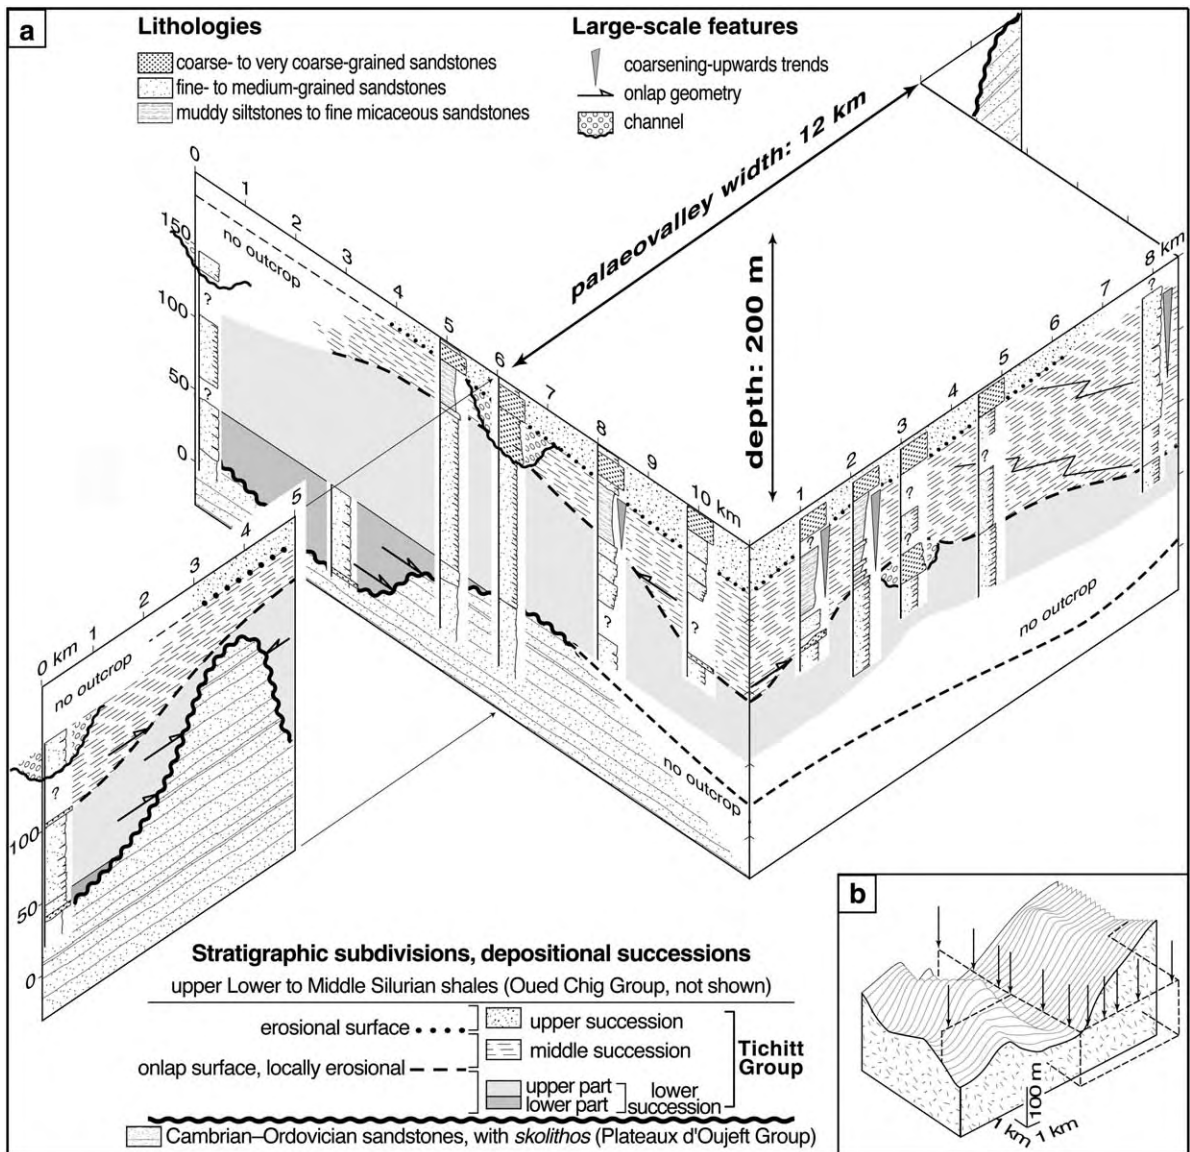 a
Lithologies
coarse- to very coarse-grained sandstones
fine- to medium-grained sandstones
muddy siltstones to fine micaceous sandstones
Large-scale features
coarsening-upwards trends
onlap geometry
channel
palaeovalley width: 12 km
depth: 200 m
0
1
2
3
4
5
6
7
8
9
10 km
150
100
50
0
no outcrop
?
?
?
?
1
2
3
4
5
6
7
8 km
?
?
?
?
?
?
no outcrop
no outcrop
0 km
1
2
3
4
5
no outcrop
?
100
50
0
Stratigraphic subdivisions, depositional successions
upper Lower to Middle Silurian shales (Oued Chig Group, not shown)
erosional surface
upper succession
onlap surface, locally erosional
middle succession
upper part
lower part
lower
succession
Tichitt
Group
Cambrian–Ordovician sandstones, with skolithos (Plateaux d'Oujeft Group)
b
100 m
1 km
1 km